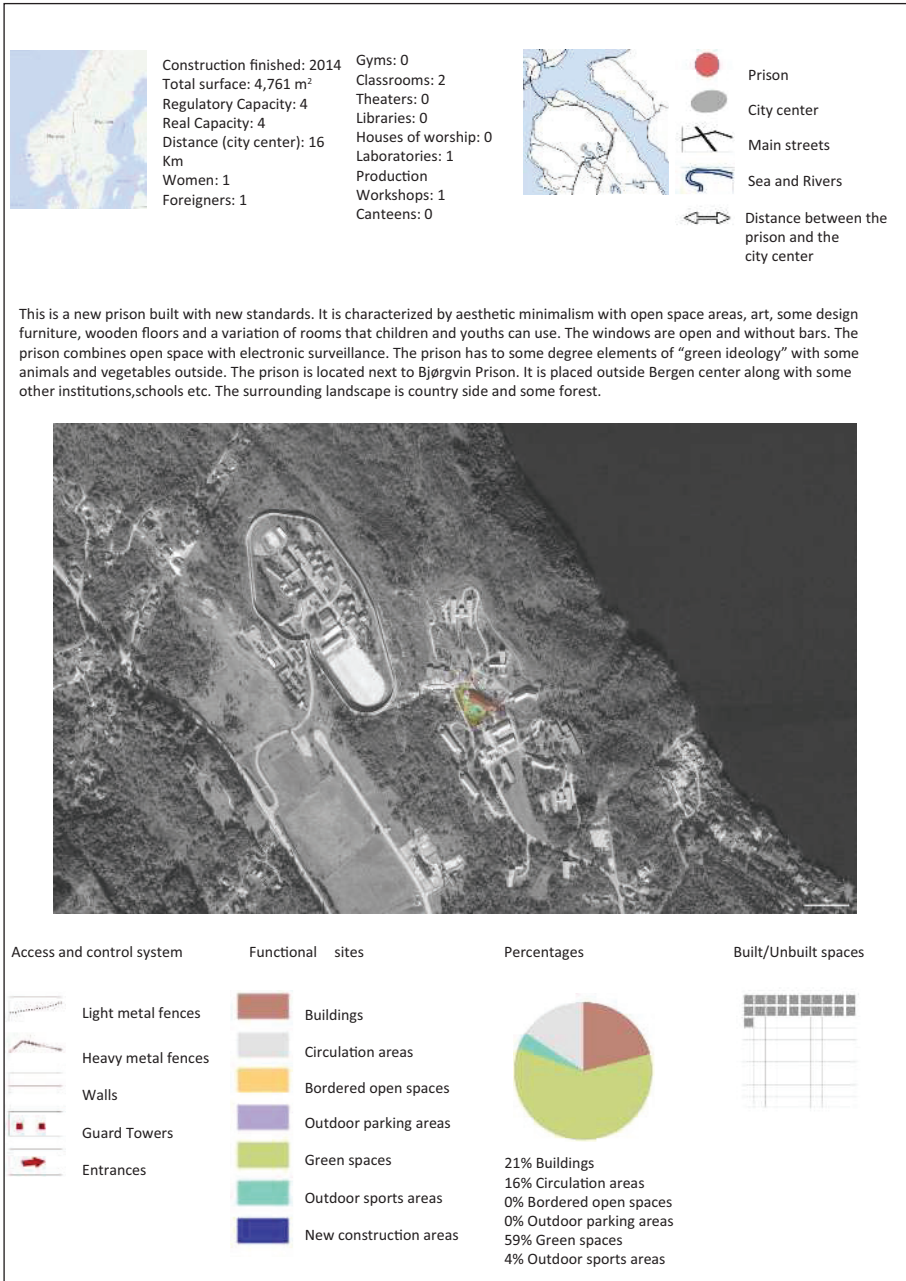 Construction finished: 2014
Total surface: 4,761 m²
Regulatory Capacity: 4
Real Capacity: 4
Distance (city center): 16
Km
Women: 1
Foreigners: 1
Gyms: 0
Classrooms: 2
Theaters: 0
Libraries: 0
Houses of worship: 0
Laboratories: 1
Production
Workshops: 1
Canteens: 0
Prison
City center
Main streets
Sea and Rivers
Distance between the
prison and the
city center
This is a new prison built with new standards. It is characterized by aesthetic minimalism with open space areas, art, some design
furniture, wooden floors and a variation of rooms that children and youths can use. The windows are open and without bars. The
prison combines open space with electronic surveillance. The prison has to some degree elements of “green ideology” with some
animals and vegetables outside. The prison is located next to Bjørgvin Prison. It is placed outside Bergen center along with some
other institutions,schools etc. The surrounding landscape is country side and some forest.
Access and control system
Light metal fences
Heavy metal fences
Walls
Guard Towers
Entrances
Functional sites
Buildings
Circulation areas
Bordered open spaces
Outdoor parking areas
Green spaces
Outdoor sports areas
New construction areas
Percentages
21% Buildings
16% Circulation areas
0% Bordered open spaces
0% Outdoor parking areas
59% Green spaces
4% Outdoor sports areas
Built/Unbuilt spaces